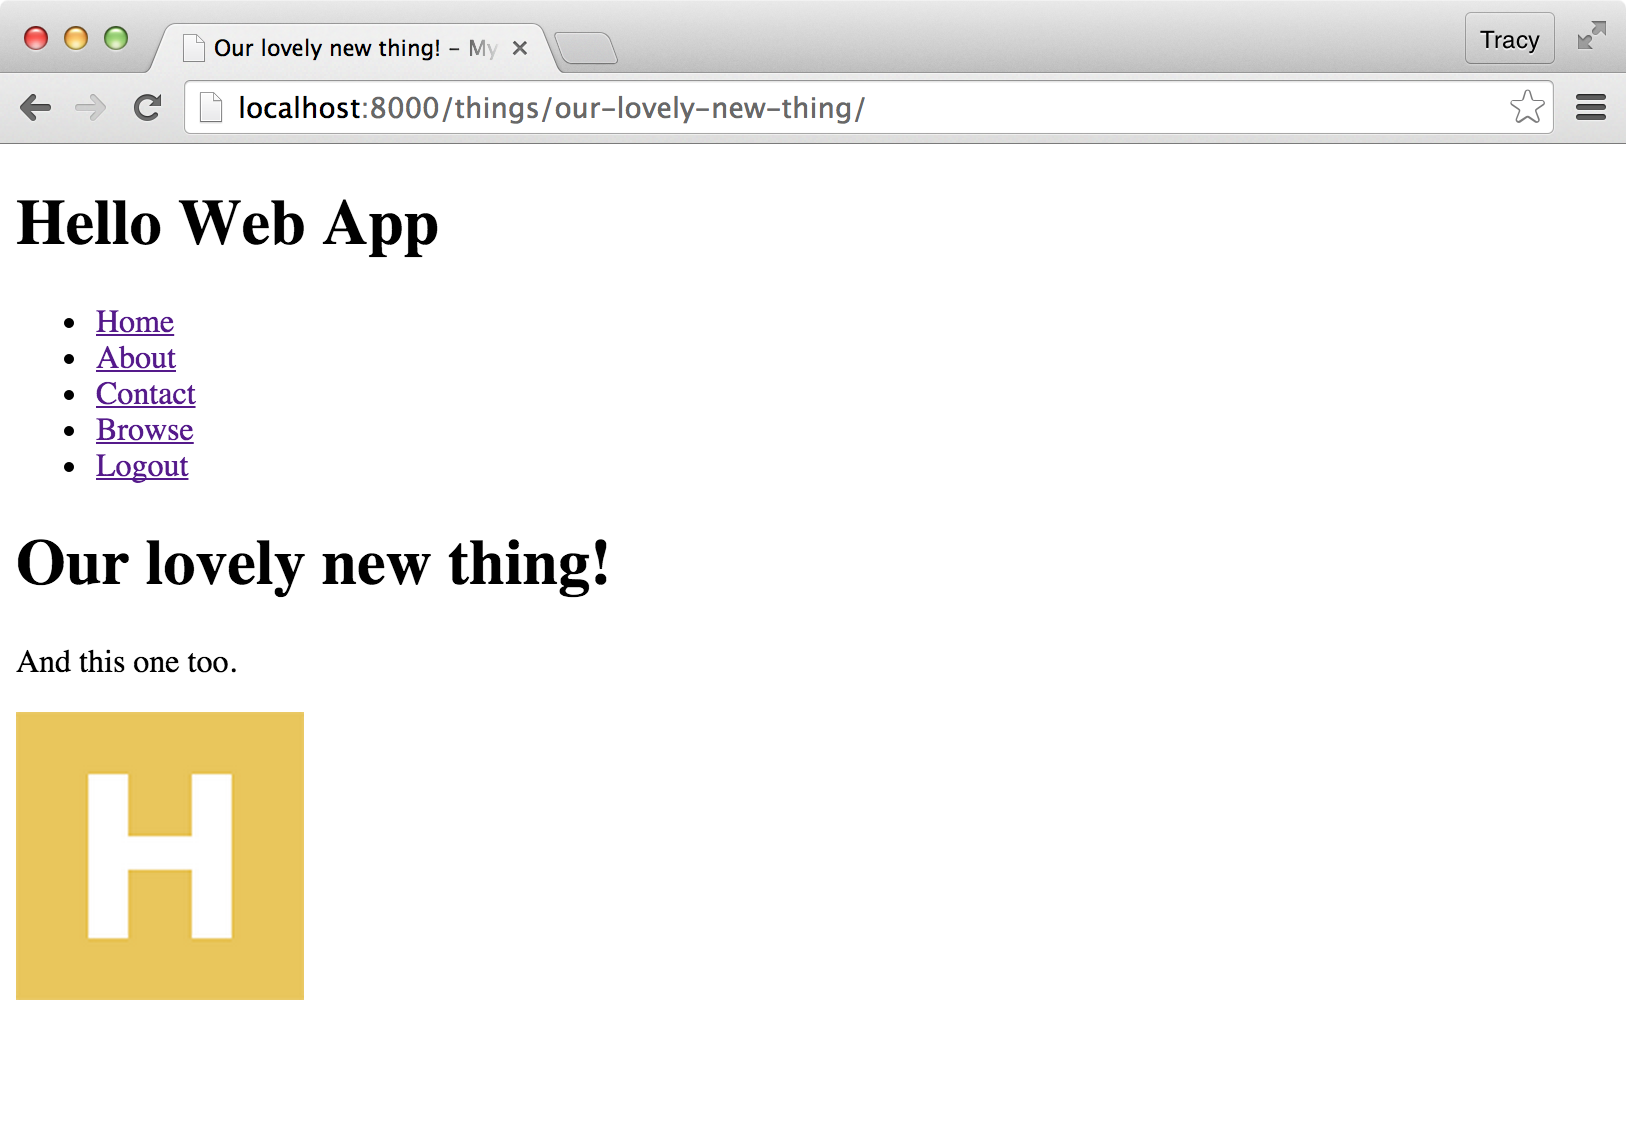 Our lovely new thing! – My
Tracy
localhost:8000/things/our-lovely-new-thing/
Hello Web App
Home
About
Contact
Browse
Logout
Our lovely new thing!
And this one too.
H